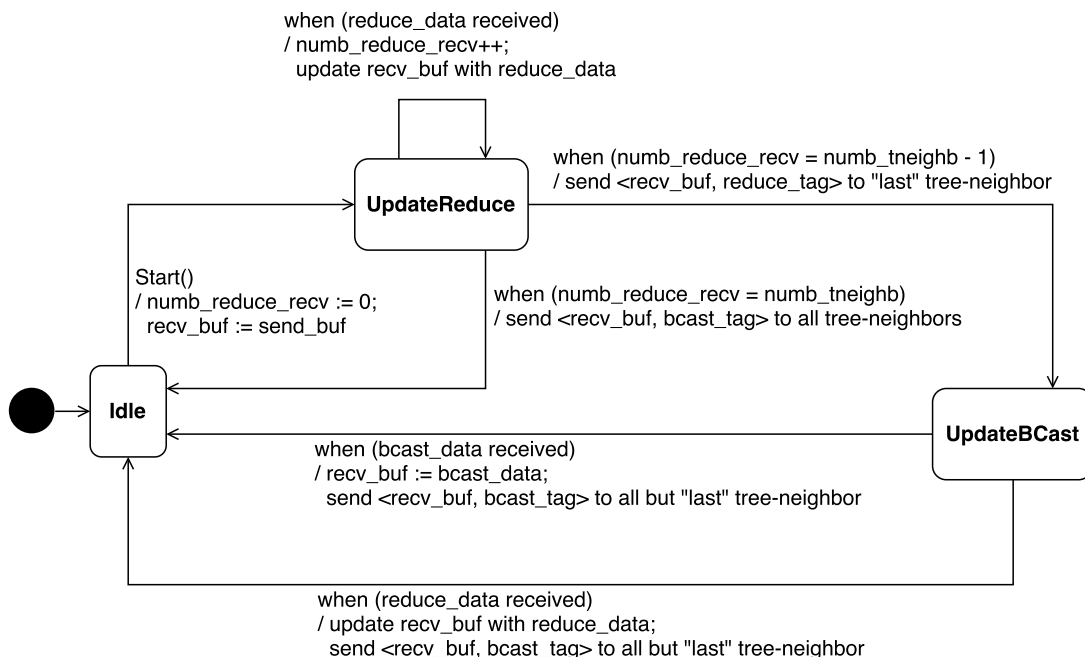 when (reduce_data received)
/ numb_reduce_recv++;
update recv_buf with reduce_data
when (numb_reduce_recv = numb_tneighb - 1)
/ send <recv_buf, reduce_tag> to "last" tree-neighbor
UpdateReduce
Start()
/ numb_reduce_recv := 0;
recv_buf := send_buf
when (numb_reduce_recv = numb_tneighb)
/ send <recv_buf, bcast_tag> to all tree-neighbors
Idle
UpdateBCast
when (bcast_data received)
/ recv_buf := bcast_data;
send <recv_buf, bcast_tag> to all but "last" tree-neighbor
when (reduce_data received)
/ update recv_buf with reduce_data;
send <recv_buf, bcast_tag> to all but "last" tree-neighbor